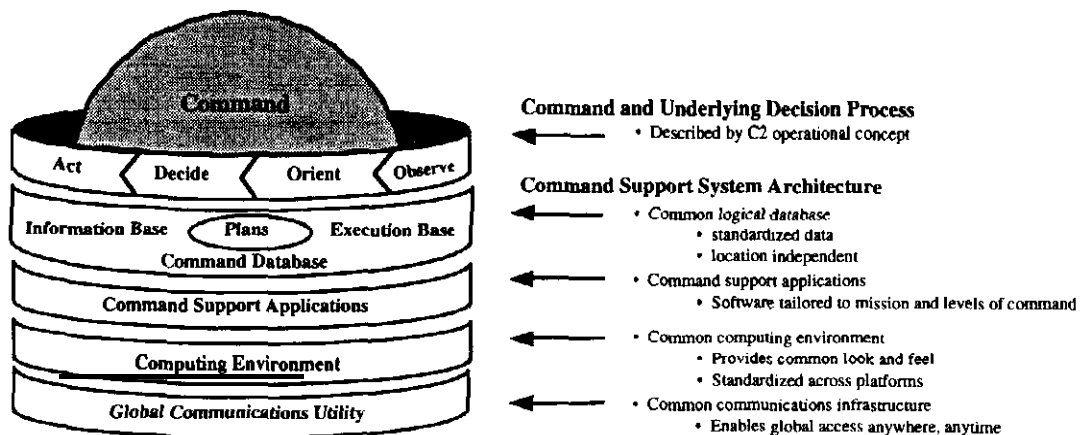 Command
Act
Decide
Orient
Observe
Information Base
Plans
Execution Base
Command Database
Command Support Applications
Computing Environment
Global Communications Utility
Command and Underlying Decision Process
• Described by C2 operational concept
Command Support System Architecture
• Common logical database
• standardized data
• location independent
• Command support applications
• Software tailored to mission and levels of command
• Common computing environment
• Provides common look and feel
• Standardized across platforms
• Common communications infrastructure
• Enables global access anywhere, anytime